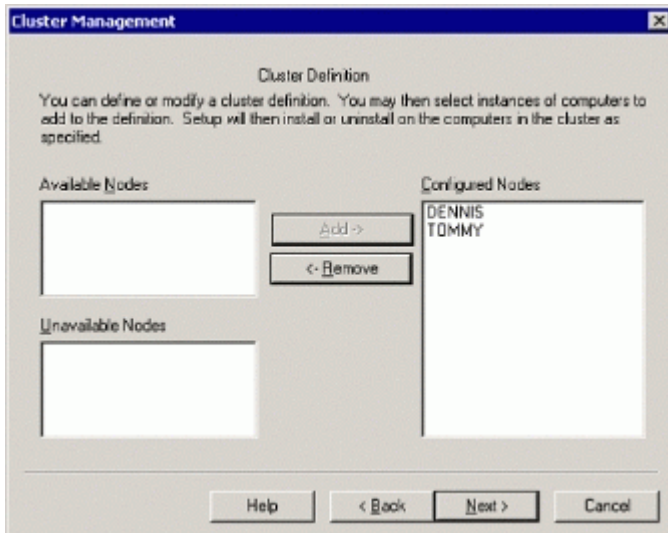 Cluster Management
Cluster Definition
You can define or modify a cluster definition. You may then select instances of computers to
add to the definition. Setup will then install or uninstall on the computers in the cluster as
specified.
Available Nodes
Configured Nodes
DENNIS
TOMMY
Add ->
<- Remove
Unavailable Nodes
Help
< Back
Next >
Cancel